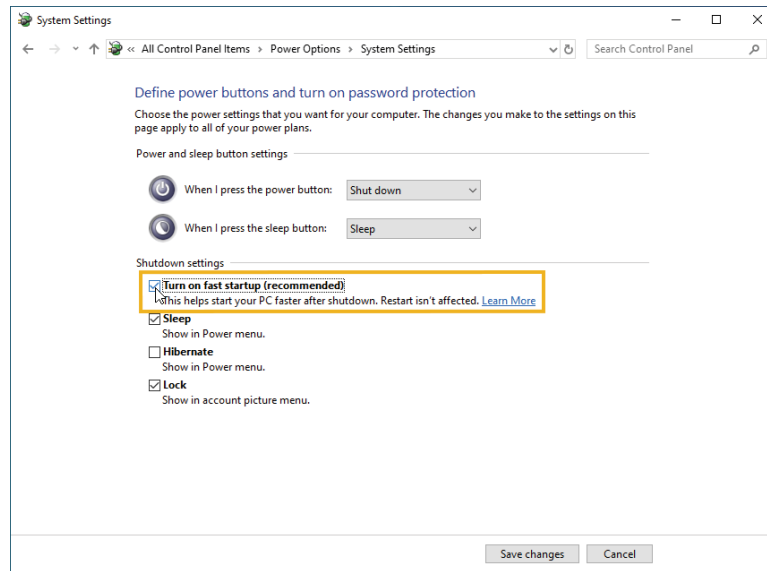 System Settings
« All Control Panel Items > Power Options > System Settings
Search Control Panel
Define power buttons and turn on password protection
Choose the power settings that you want for your computer. The changes you make to the settings on this
page apply to all of your power plans.
Power and sleep button settings
When I press the power button: Shut down
When I press the sleep button: Sleep
Shutdown settings
Turn on fast startup (recommended)
This helps start your PC faster after shutdown. Restart isn't affected. Learn More
Sleep
Show in Power menu.
Hibernate
Show in Power menu.
Lock
Show in account picture menu.
Save changes Cancel